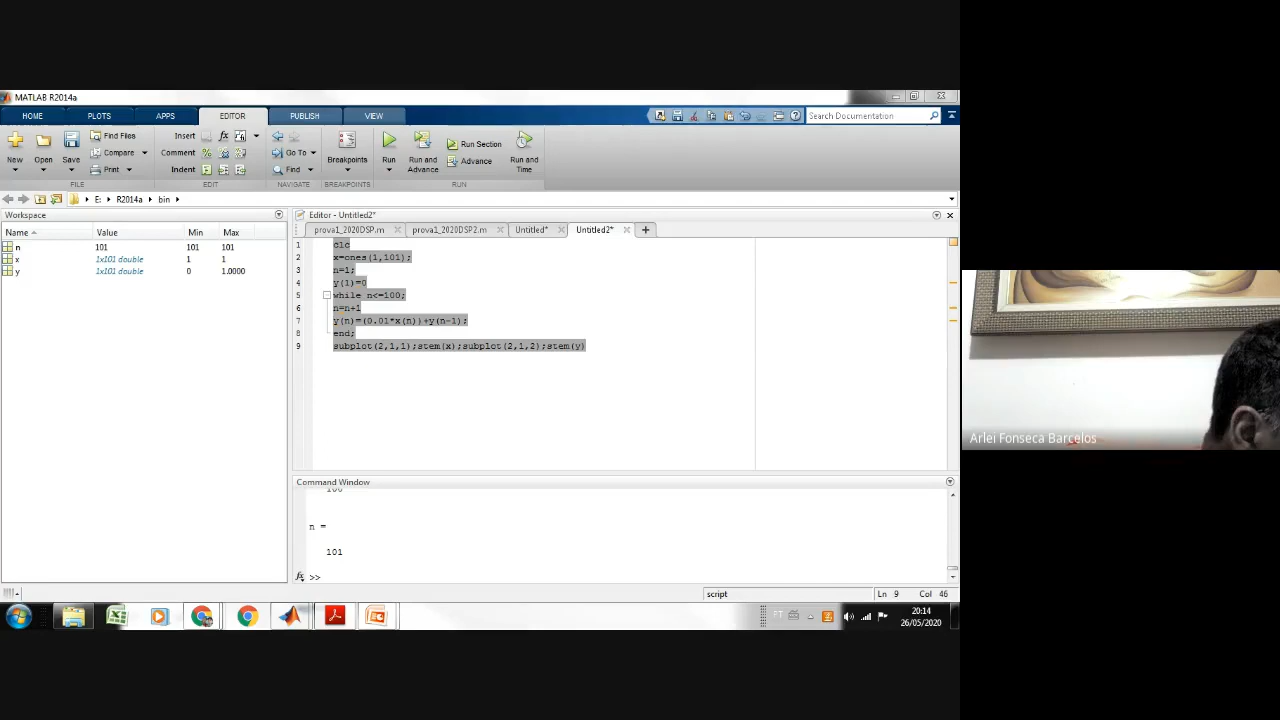 MATLAB R2014a
HOME PLOTS APPS EDITOR PUBLISH VIEW Search Documentation
New Open Save Find Files Compare Print
Insert Comment Indent fx
Go To Find
Breakpoints Run Run and Advance Run Section Advance Run and Time
FILE EDIT NAVIGATE BREAKPOINTS RUN
E: R2014a bin
Workspace
Name Value Min Max
n 101 101 101
x 1x101 double 1 1
y 1x101 double 0 1.0000
Editor - Untitled2*
prova1_2020DSP.m prova1_2020DSP2.m Untitled* Untitled2*
1 clc
2 x=ones(1,101);
3 n=1;
4 y(1)=0
5 while n<=100;
6 n=n+1
7 y(n)=(0.01*x(n))+y(n-1);
8 end;
9 subplot(2,1,1);stem(x);subplot(2,1,2);stem(y)
Command Window
100
n =
101
fx >>
script Ln 9 Col 46
PT 20:14
26/05/2020
Arlei Fonseca Barcelos